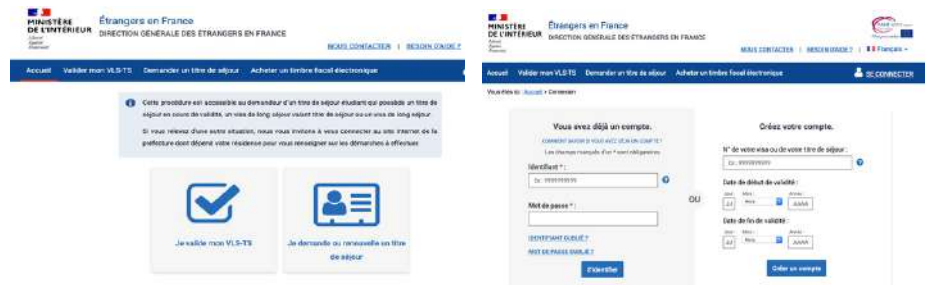 MINISTÈRE
DE L'INTÉRIEUR
Étrangers en France
DIRECTION GÉNÉRALE DES ÉTRANGERS EN FRANCE
NOUS CONTACTER | BESOIN D'AIDE ?
Accueil Valider mon VLS-TS Demander un titre de séjour Acheter un timbre fiscal électronique
Cette procédure est accessible au demandeur d'un titre de séjour étudiant qui possède un titre de
séjour en cours de validité, un visa de long séjour valant titre de séjour ou un visa de long séjour
Si vous relevez d'une autre situation, nous vous invitons à vous connecter au site internet de la
préfecture dont dépend votre résidence pour vous renseigner sur les démarches à effectuer
Je valide mon VLS-TS
Je demande ou renouvelle un titre
de séjour
MINISTÈRE
DE L'INTÉRIEUR
Étrangers en France
DIRECTION GÉNÉRALE DES ÉTRANGERS EN FRANCE
NOUS CONTACTER | BESOIN D'AIDE ? | Français
Accueil Valider mon VLS-TS Demander un titre de séjour Acheter un timbre fiscal électronique
SE CONNECTER
Vous êtes ici : Accueil > Connexion
Vous avez déjà un compte.
COMMENT SAVOIR SI VOUS AVEZ DÉJÀ UN COMPTE ?
Les champs marqués d'un * sont obligatoires
Identifiant * :
Ex : 9999999999
Mot de passe * :
IDENTIFIANT OUBLIÉ ?
MOT DE PASSE OUBLIÉ ?
S'identifier
OU
Créez votre compte.
N° de votre visa ou de votre titre de séjour :
Ex : 9999999999
Date de début de validité :
Jour Mois : Année :
JJ Mois AAAA
Date de fin de validité :
Jour Mois : Année :
JJ Mois AAAA
Créer un compte